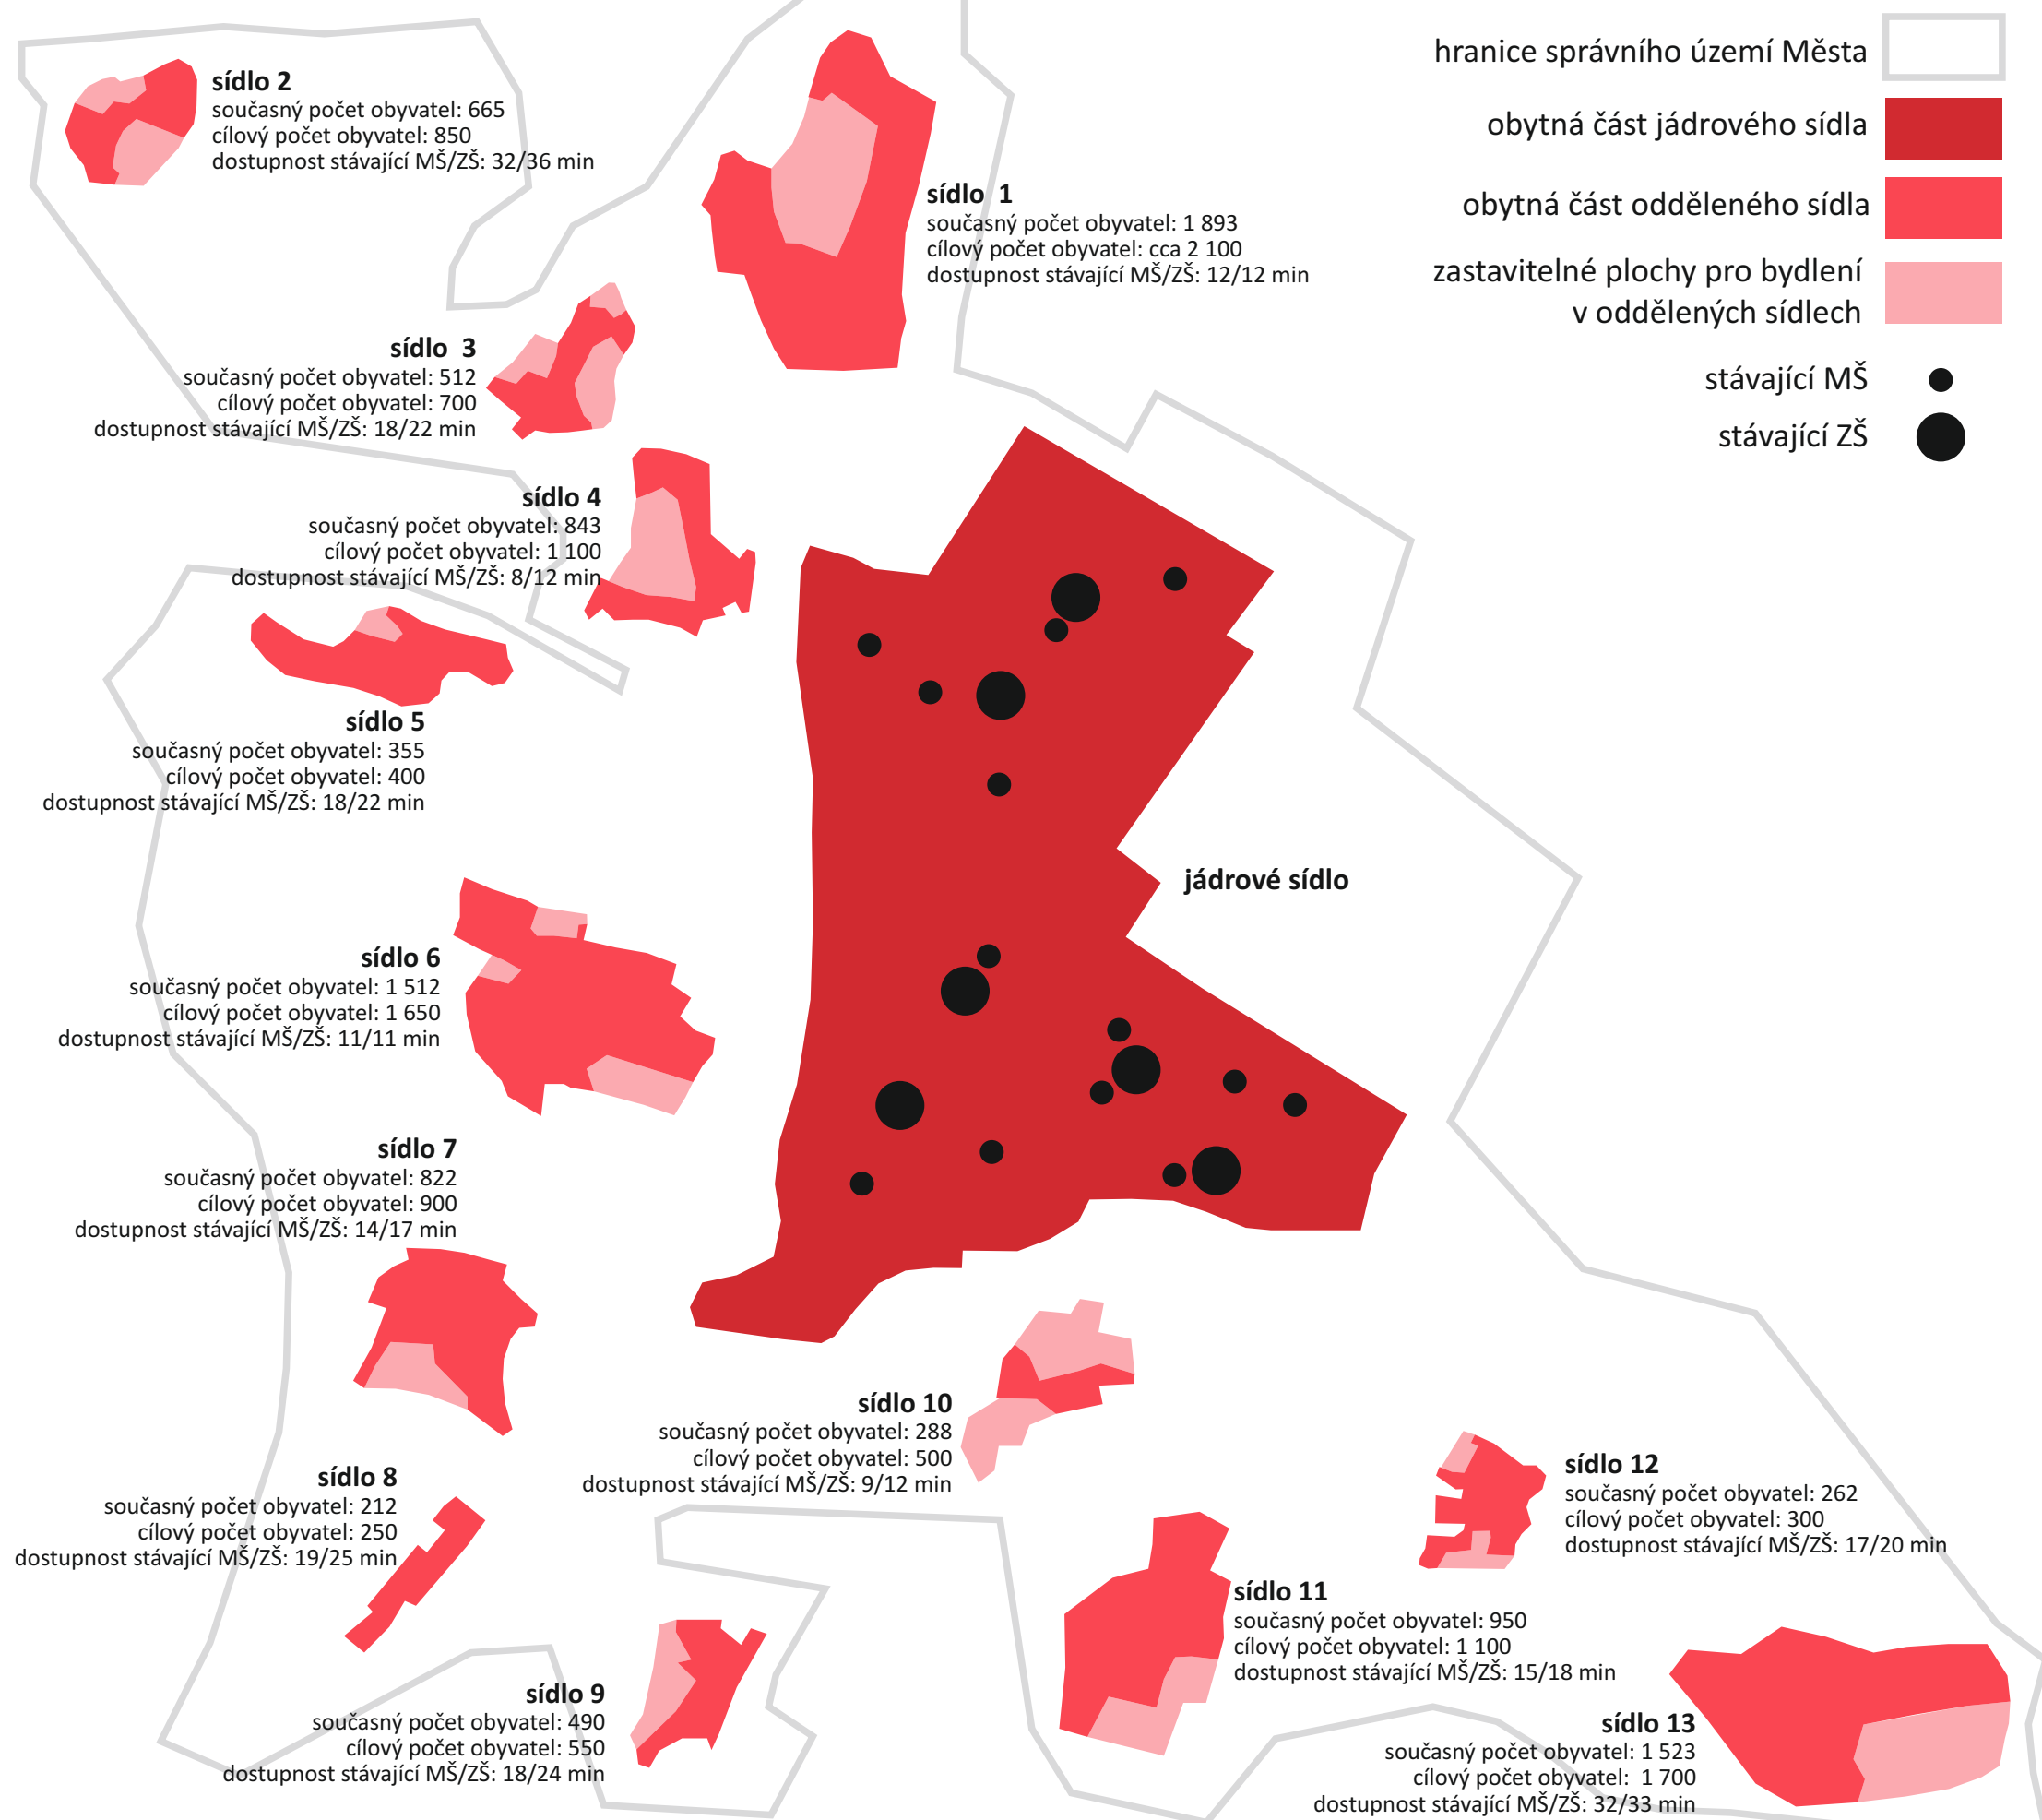 hranice správního území Města
obytná část jádrového sídla
obytná část odděleného sídla
zastavitelné plochy pro bydlení
v oddělených sídlech
stávající MŠ
stávající ZŠ
sídlo 2
současný počet obyvatel: 665
cílový počet obyvatel: 850
dostupnost stávající MŠ/ZŠ: 32/36 min
sídlo 1
současný počet obyvatel: 1 893
cílový počet obyvatel: cca 2 100
dostupnost stávající MŠ/ZŠ: 12/12 min
sídlo 3
současný počet obyvatel: 512
cílový počet obyvatel: 700
dostupnost stávající MŠ/ZŠ: 18/22 min
sídlo 4
současný počet obyvatel: 843
cílový počet obyvatel: 1 100
dostupnost stávající MŠ/ZŠ: 8/12 min
sídlo 5
současný počet obyvatel: 355
cílový počet obyvatel: 400
dostupnost stávající MŠ/ZŠ: 18/22 min
jádrové sídlo
sídlo 6
současný počet obyvatel: 1 512
cílový počet obyvatel: 1 650
dostupnost stávající MŠ/ZŠ: 11/11 min
sídlo 7
současný počet obyvatel: 822
cílový počet obyvatel: 900
dostupnost stávající MŠ/ZŠ: 14/17 min
sídlo 10
současný počet obyvatel: 288
cílový počet obyvatel: 500
dostupnost stávající MŠ/ZŠ: 9/12 min
sídlo 8
současný počet obyvatel: 212
cílový počet obyvatel: 250
dostupnost stávající MŠ/ZŠ: 19/25 min
sídlo 12
současný počet obyvatel: 262
cílový počet obyvatel: 300
dostupnost stávající MŠ/ZŠ: 17/20 min
sídlo 11
současný počet obyvatel: 950
cílový počet obyvatel: 1 100
dostupnost stávající MŠ/ZŠ: 15/18 min
sídlo 9
současný počet obyvatel: 490
cílový počet obyvatel: 550
dostupnost stávající MŠ/ZŠ: 18/24 min
sídlo 13
současný počet obyvatel: 1 523
cílový počet obyvatel: 1 700
dostupnost stávající MŠ/ZŠ: 32/33 min